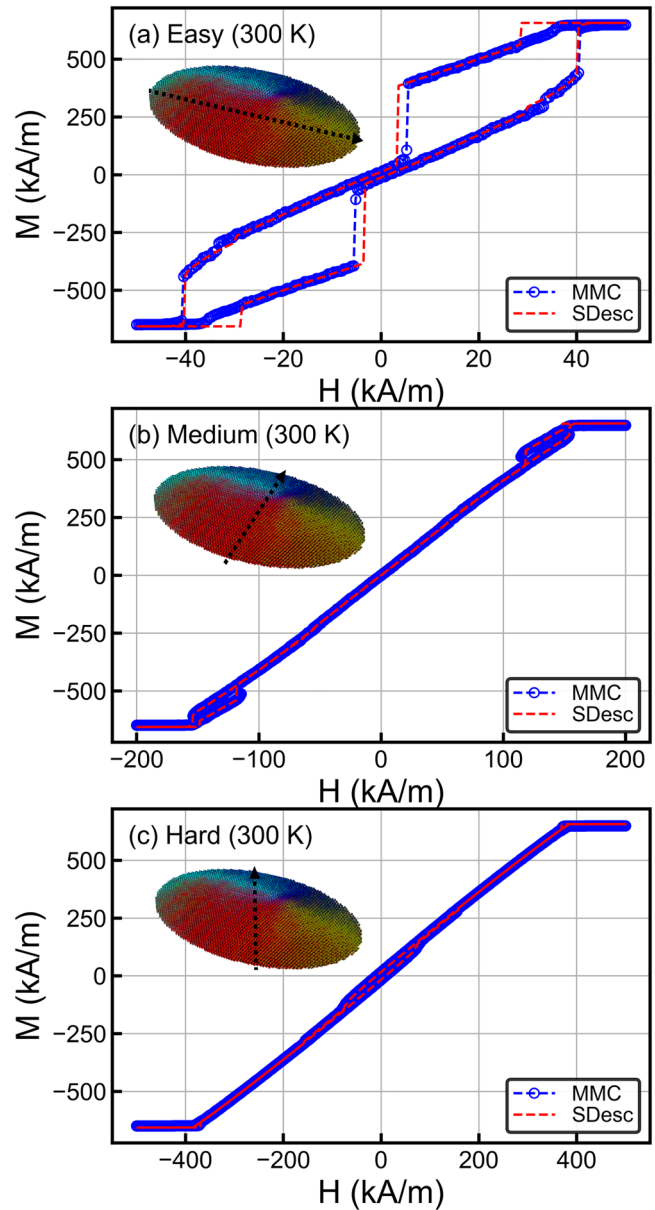 (a) Easy (300 K)
500
250
0
−250
−500
M (kA/m)
MMC
SDesc
−40
−20
0
20
40
H (kA/m)
(b) Medium (300 K)
500
250
0
−250
−500
M (kA/m)
MMC
SDesc
−200
−100
0
100
200
H (kA/m)
(c) Hard (300 K)
500
250
0
−250
−500
M (kA/m)
MMC
SDesc
−400
−200
0
200
400
H (kA/m)